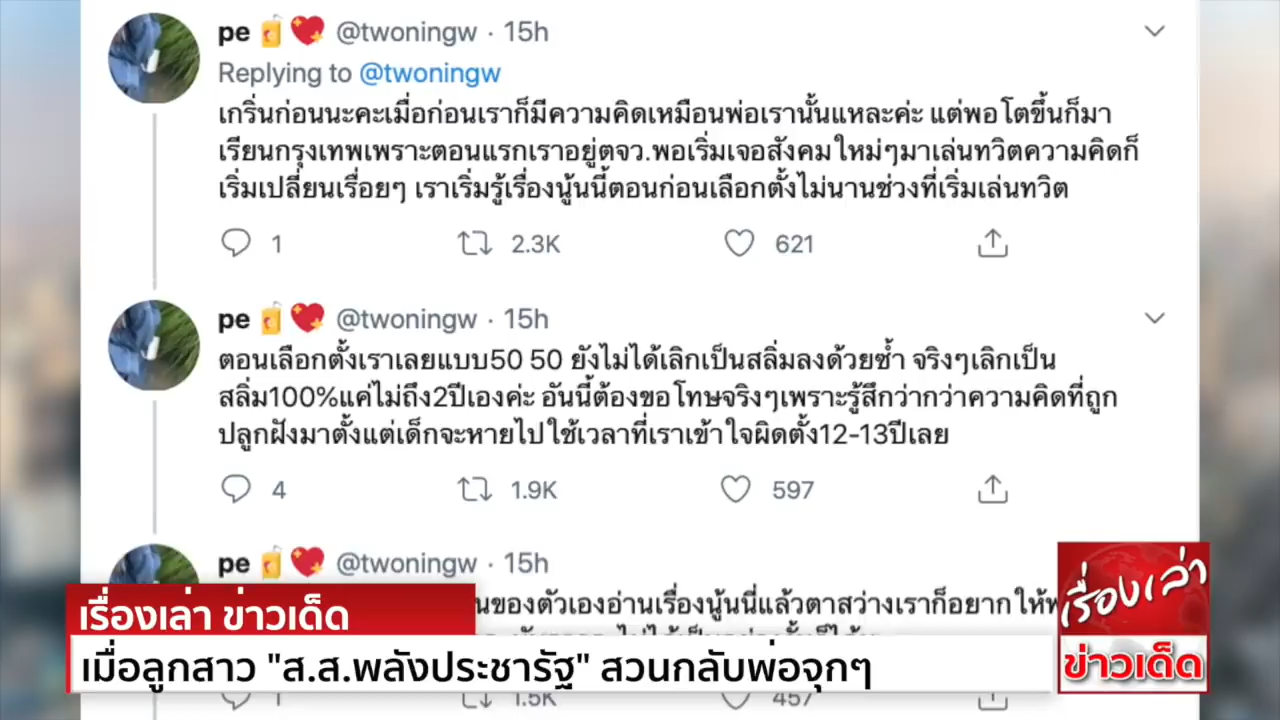 pe @twoningw · 15h
Replying to @twoningw
เกริ่นก่อนนะคะเมื่อก่อนเราก็มีความคิดเหมือนพ่อเรานั้นแหละค่ะ แต่พอโตขึ้นก็มา
เรียนกรุงเทพเพราะตอนแรกเราอยู่ตจว.พอเริ่มเจอสังคมใหม่ๆมาเล่นทวิตความคิดก็
เริ่มเปลี่ยนเรื่อยๆ เราเริ่มรู้เรื่องนู้นนี้ตอนก่อนเลือกตั้งไม่นานช่วงที่เริ่มเล่นทวิต
1 2.3K 621
pe @twoningw · 15h
ตอนเลือกตั้งเราเลยแบบ50 50 ยังไม่ได้เลิกเป็นสลิ่มลงด้วยซ้ำ จริงๆเลิกเป็น
สลิ่ม100%แค่ไม่ถึง2ปีเองค่ะ อันนี้ต้องขอโทษจริงๆเพราะรู้สึกว่ากว่าความคิดที่ถูก
ปลูกฝังมาตั้งแต่เด็กจะหายไปใช้เวลาที่เราเข้าใจผิดตั้ง12-13ปีเลย
4 1.9K 597
pe @twoningw · 15h
นของตัวเองอ่านเรื่องนู้นนี่แล้วตาสว่างเราก็อยากให้พ
เรื่องเล่า ข่าวเด็ด
เมื่อลูกสาว "ส.ส.พลังประชารัฐ" สวนกลับพ่อจุกๆ
เรื่องเล่า
ข่าวเด็ด
1 1.5K 457